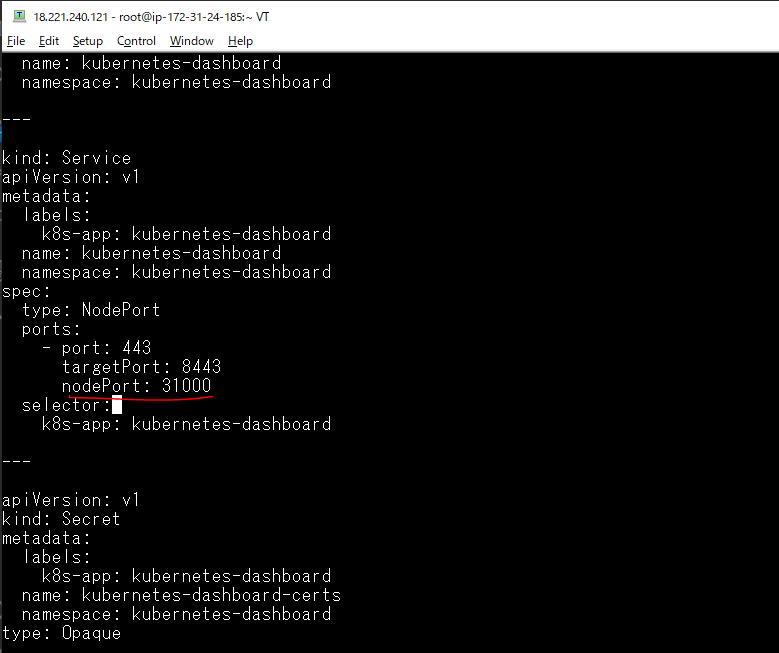 18.221.240.121 - root@ip-172-31-24-185:~ VT
File Edit Setup Control Window Help
  name: kubernetes-dashboard
  namespace: kubernetes-dashboard
---
kind: Service
apiVersion: v1
metadata:
  labels:
    k8s-app: kubernetes-dashboard
  name: kubernetes-dashboard
  namespace: kubernetes-dashboard
spec:
  type: NodePort
  ports:
    - port: 443
      targetPort: 8443
      nodePort: 31000
  selector:
    k8s-app: kubernetes-dashboard
---
apiVersion: v1
kind: Secret
metadata:
  labels:
    k8s-app: kubernetes-dashboard
  name: kubernetes-dashboard-certs
  namespace: kubernetes-dashboard
type: Opaque